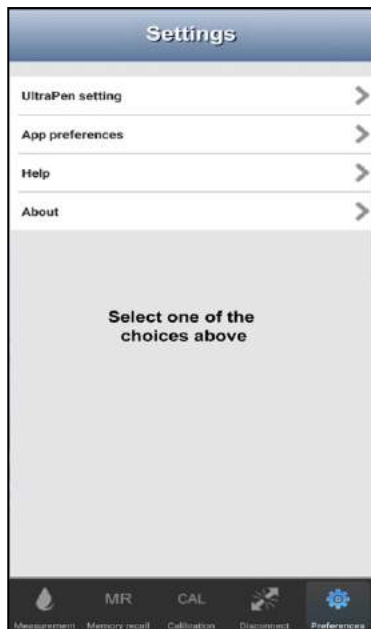 Settings
UltraPen setting
App preferences
Help
About
Select one of the
choices above
MR
CAL
Measurement
Memory recall
Calibration
Disconnect
Preferences